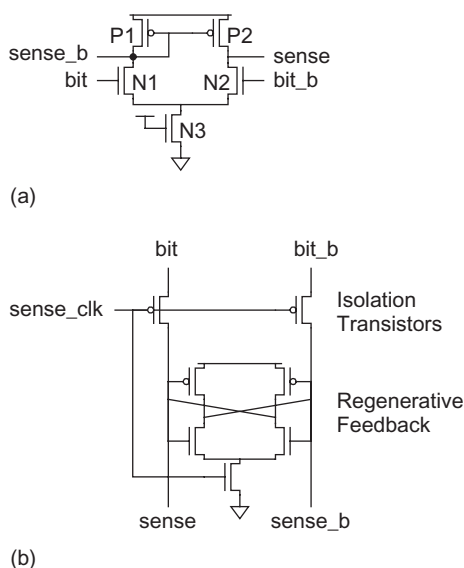 P1 P2
sense_b sense
bit N1 N2 bit_b
N3
(a)
bit bit_b
sense_clk Isolation
Transistors
Regenerative
Feedback
sense sense_b
(b)